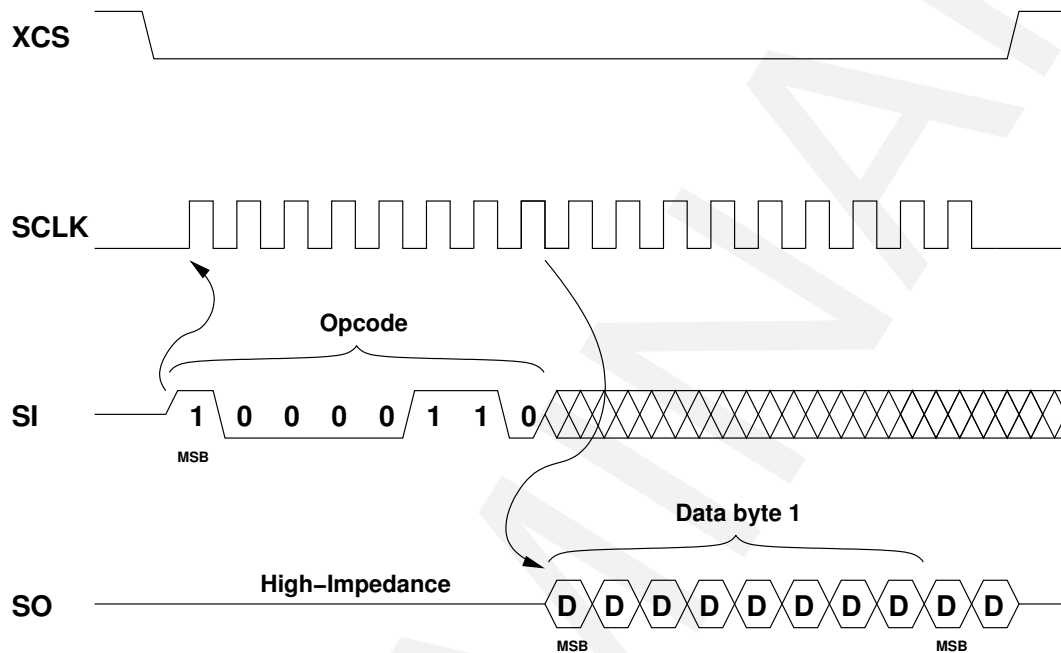 XCS
SCLK
Opcode
SI 1 0 0 0 0 1 1 0
MSB
Data byte 1
High−Impedance
SO D D D D D D D D D D
MSB MSB